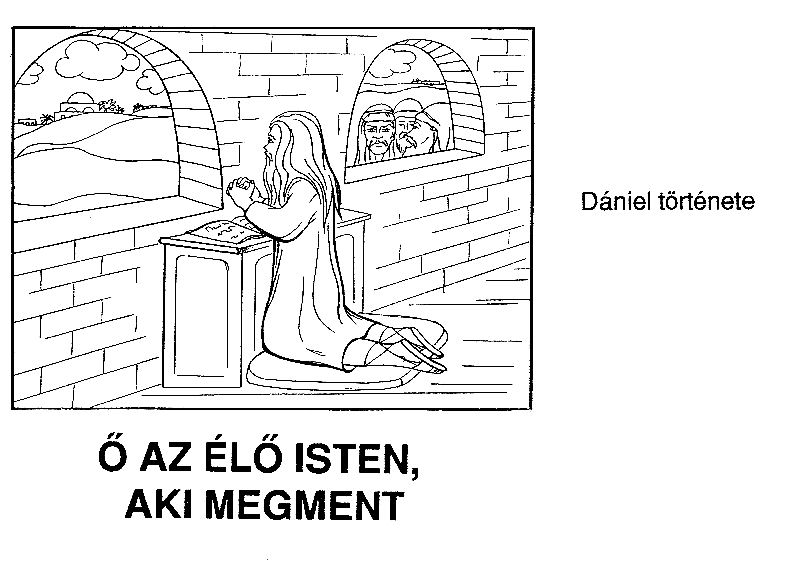 Dániel története
Ő AZ ÉLŐ ISTEN,
AKI MEGMENT